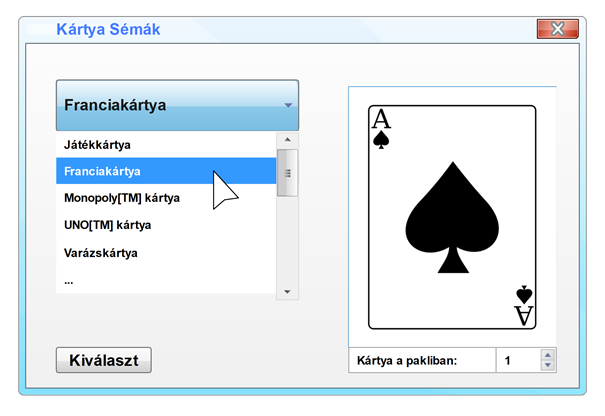 Kártya Sémák
Franciakártya
Játékkártya
Franciakártya
Monopoly[TM] kártya
UNO[TM] kártya
Varázskártya
...
Kiválaszt
A
A
Kártya a pakliban:
1